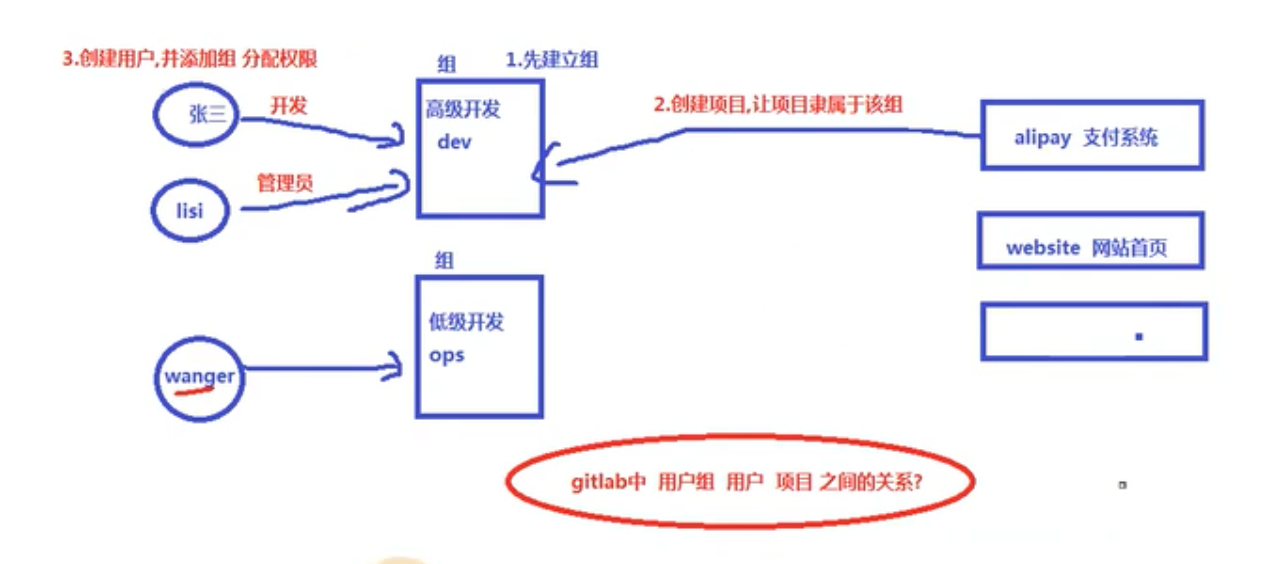 3.创建用户,并添加组 分配权限
组
1.先建立组
张三
开发
高级开发
dev
2.创建项目,让项目隶属于该组
alipay 支付系统
管理员
lisi
website 网站首页
组
低级开发
ops
wanger
gitlab中 用户组 用户 项目 之间的关系?